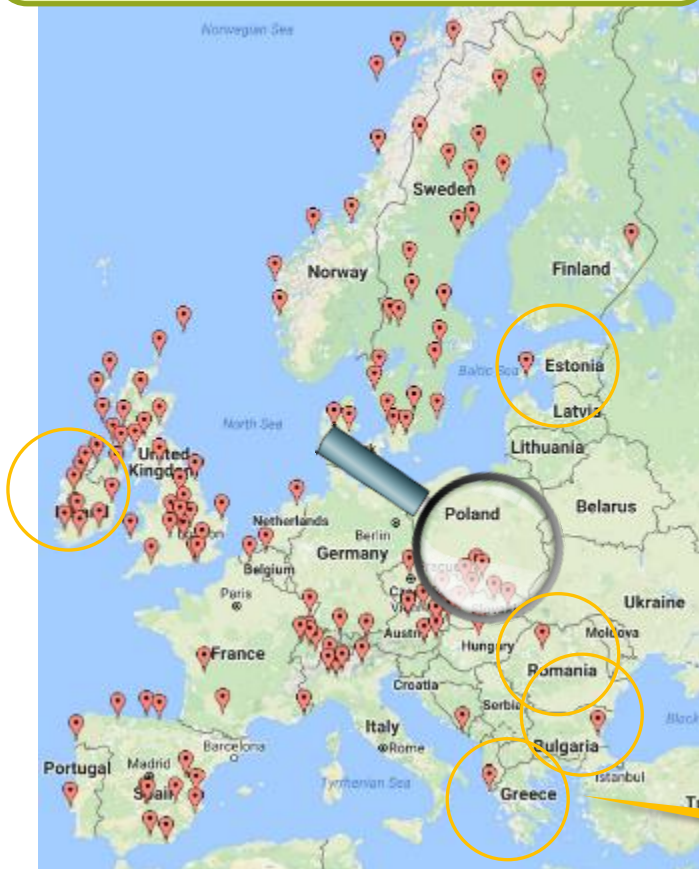 Norwegian Sea
Sweden
Norway
Finland
Baltic Sea
Estonia
Latvia
North Sea
United
Kingdom
Lithuania
Poland
Belarus
Netherlands
Berlin
Germany
Belgium
Paris
Ukraine
Austri
Hungary
Moldova
France
Romania
Croatia
Serbia
Italy
Black
Bulgaria
Barcelona
Rome
Portugal
Madrid
Istanbul
Tyrrhenian Sea
Greece